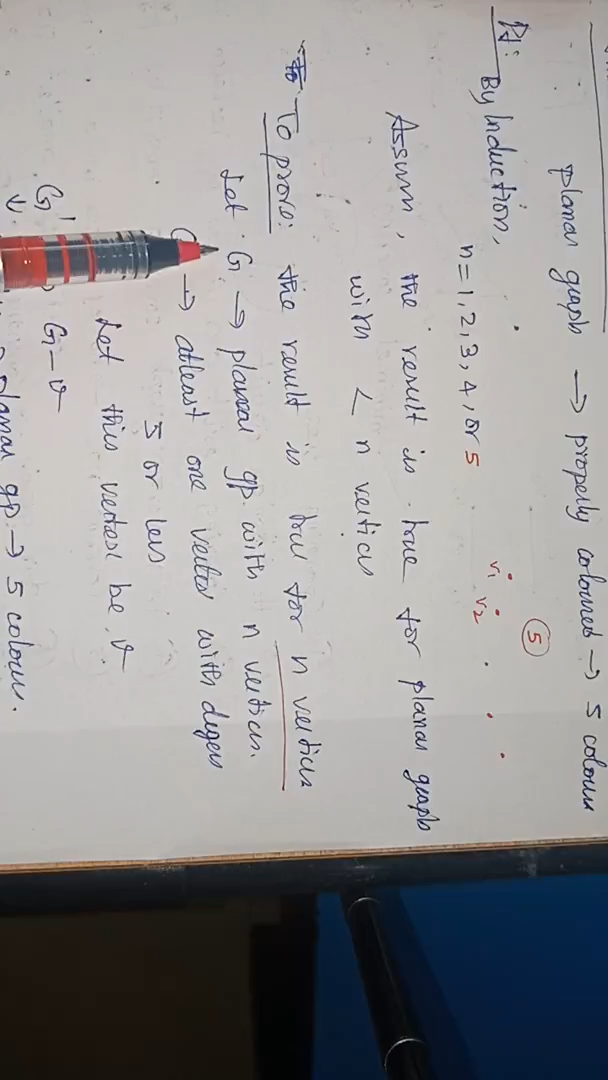 planar graph → properly coloured → 5 colours
Pf:
By Induction,
n = 1, 2, 3, 4, or 5
v1 v2
5
Assum, the result is true for planar graph
with < n vertices
To prove: the result is true for n vertices
Let G → planar gp with n vertices.
→ atleast one vertex with degree
5 or less
Let this vertex be v
G' G - v
planar gp → 5 colours.